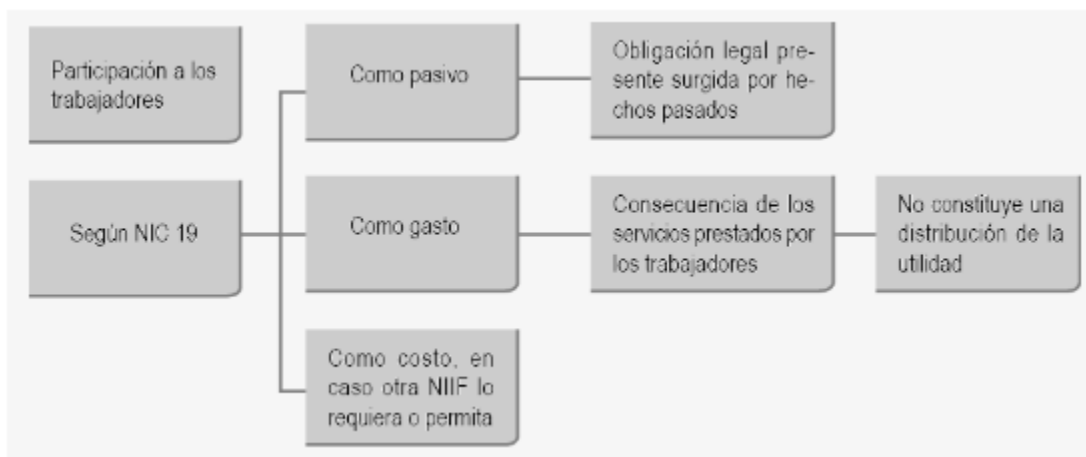 Participación a los
trabajadores
Como pasivo
Obligación legal pre-
sente surgida por he-
chos pasados
Según NIC 19
Como gasto
Consecuencia de los
servicios prestados por
los trabajadores
No constituye una
distribución de la
utilidad
Como costo, en
caso otra NIIF lo
requiera o permita